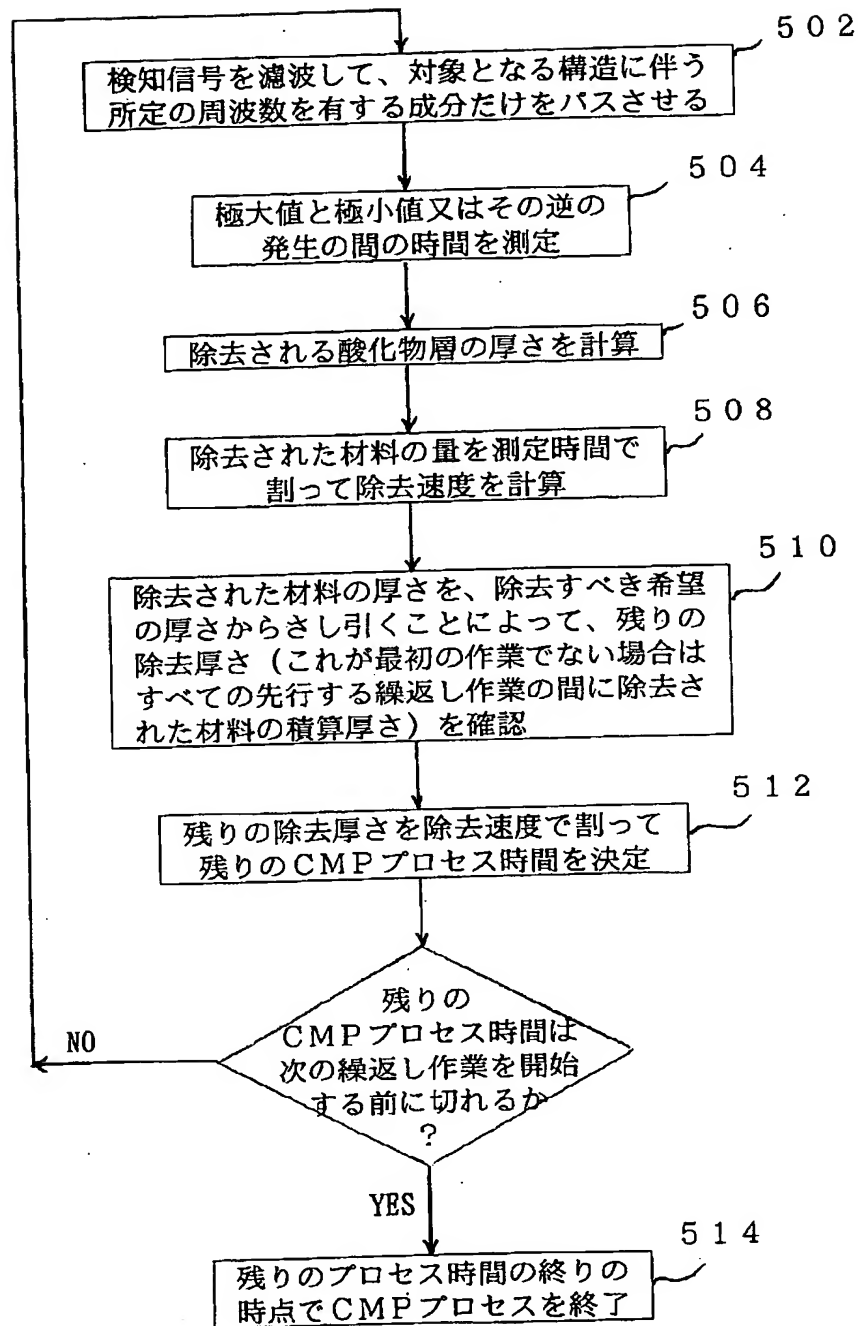 ５０２
検知信号を濾波して、対象となる構造に伴う
所定の周波数を有する成分だけをパスさせる
５０４
極大値と極小値又はその逆の
発生の間の時間を測定
５０６
除去される酸化物層の厚さを計算
５０８
除去された材料の量を測定時間で
割って除去速度を計算
５１０
除去された材料の厚さを、除去すべき希望
の厚さからさし引くことによって、残りの
除去厚さ（これが最初の作業でない場合は
すべての先行する繰返し作業の間に除去さ
れた材料の積算厚さ）を確認
５１２
残りの除去厚さを除去速度で割って
残りのＣＭＰプロセス時間を決定
残りの
ＣＭＰプロセス時間は
次の繰返し作業を開始
する前に切れるか
？
NO
YES
５１４
残りのプロセス時間の終りの
時点でＣＭＰプロセスを終了